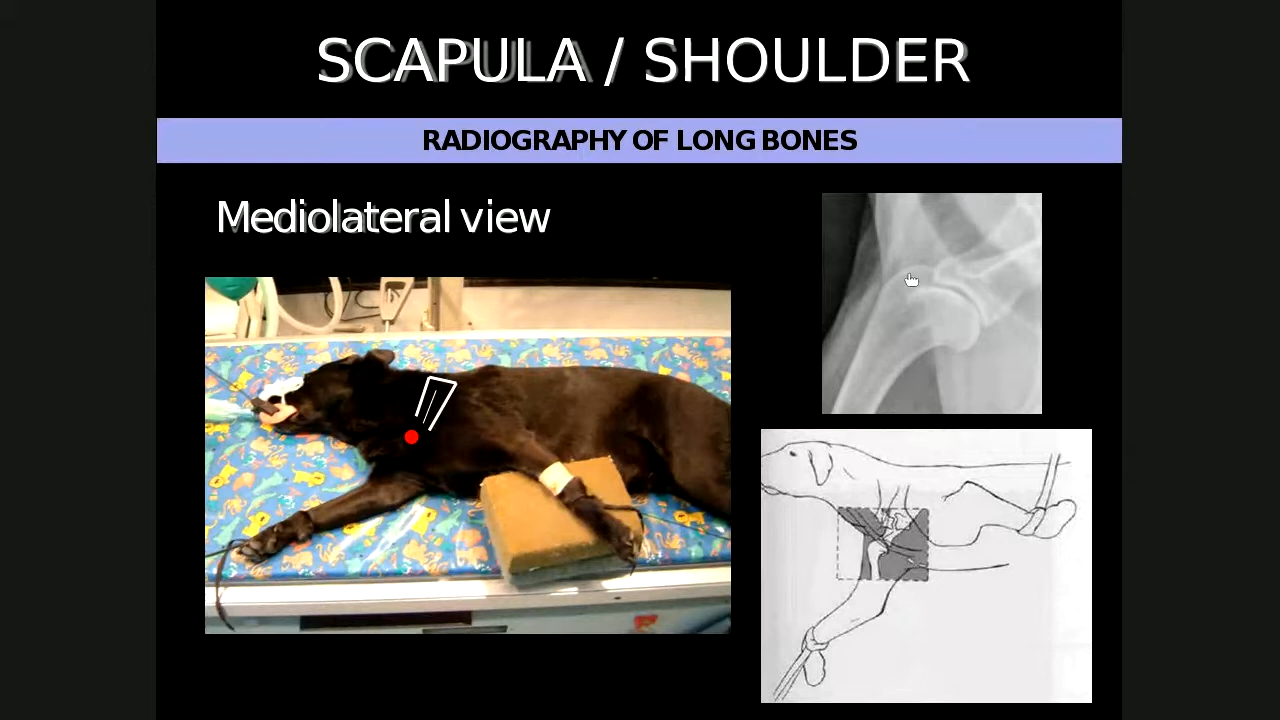 SCAPULA / SHOULDER
RADIOGRAPHY OF LONG BONES
Mediolateral view